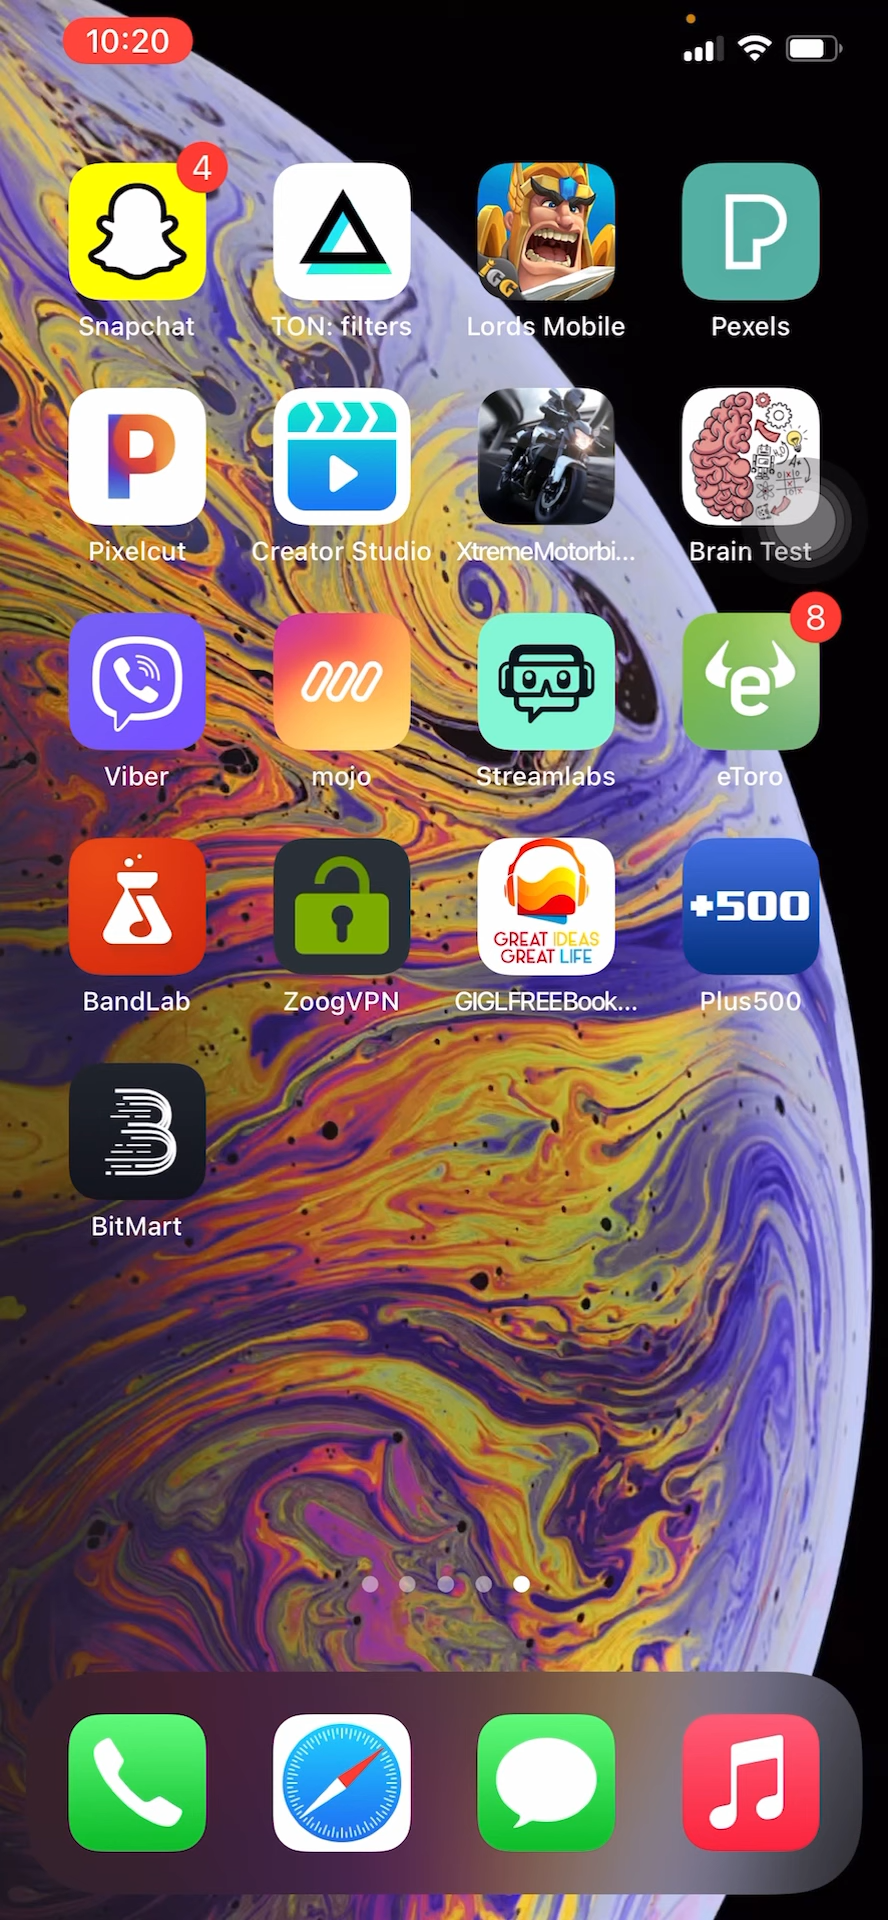 10:20
4
Snapchat
TON: filters
IGG
Lords Mobile
Pexels
Pixelcut
Creator Studio
XtremeMotorbi...
Brain Test
8
Viber
mojo
Streamlabs
e
eToro
BandLab
ZoogVPN
GREAT IDEAS
GREAT LIFE
GIGLFREEBook...
+500
Plus500
BitMart